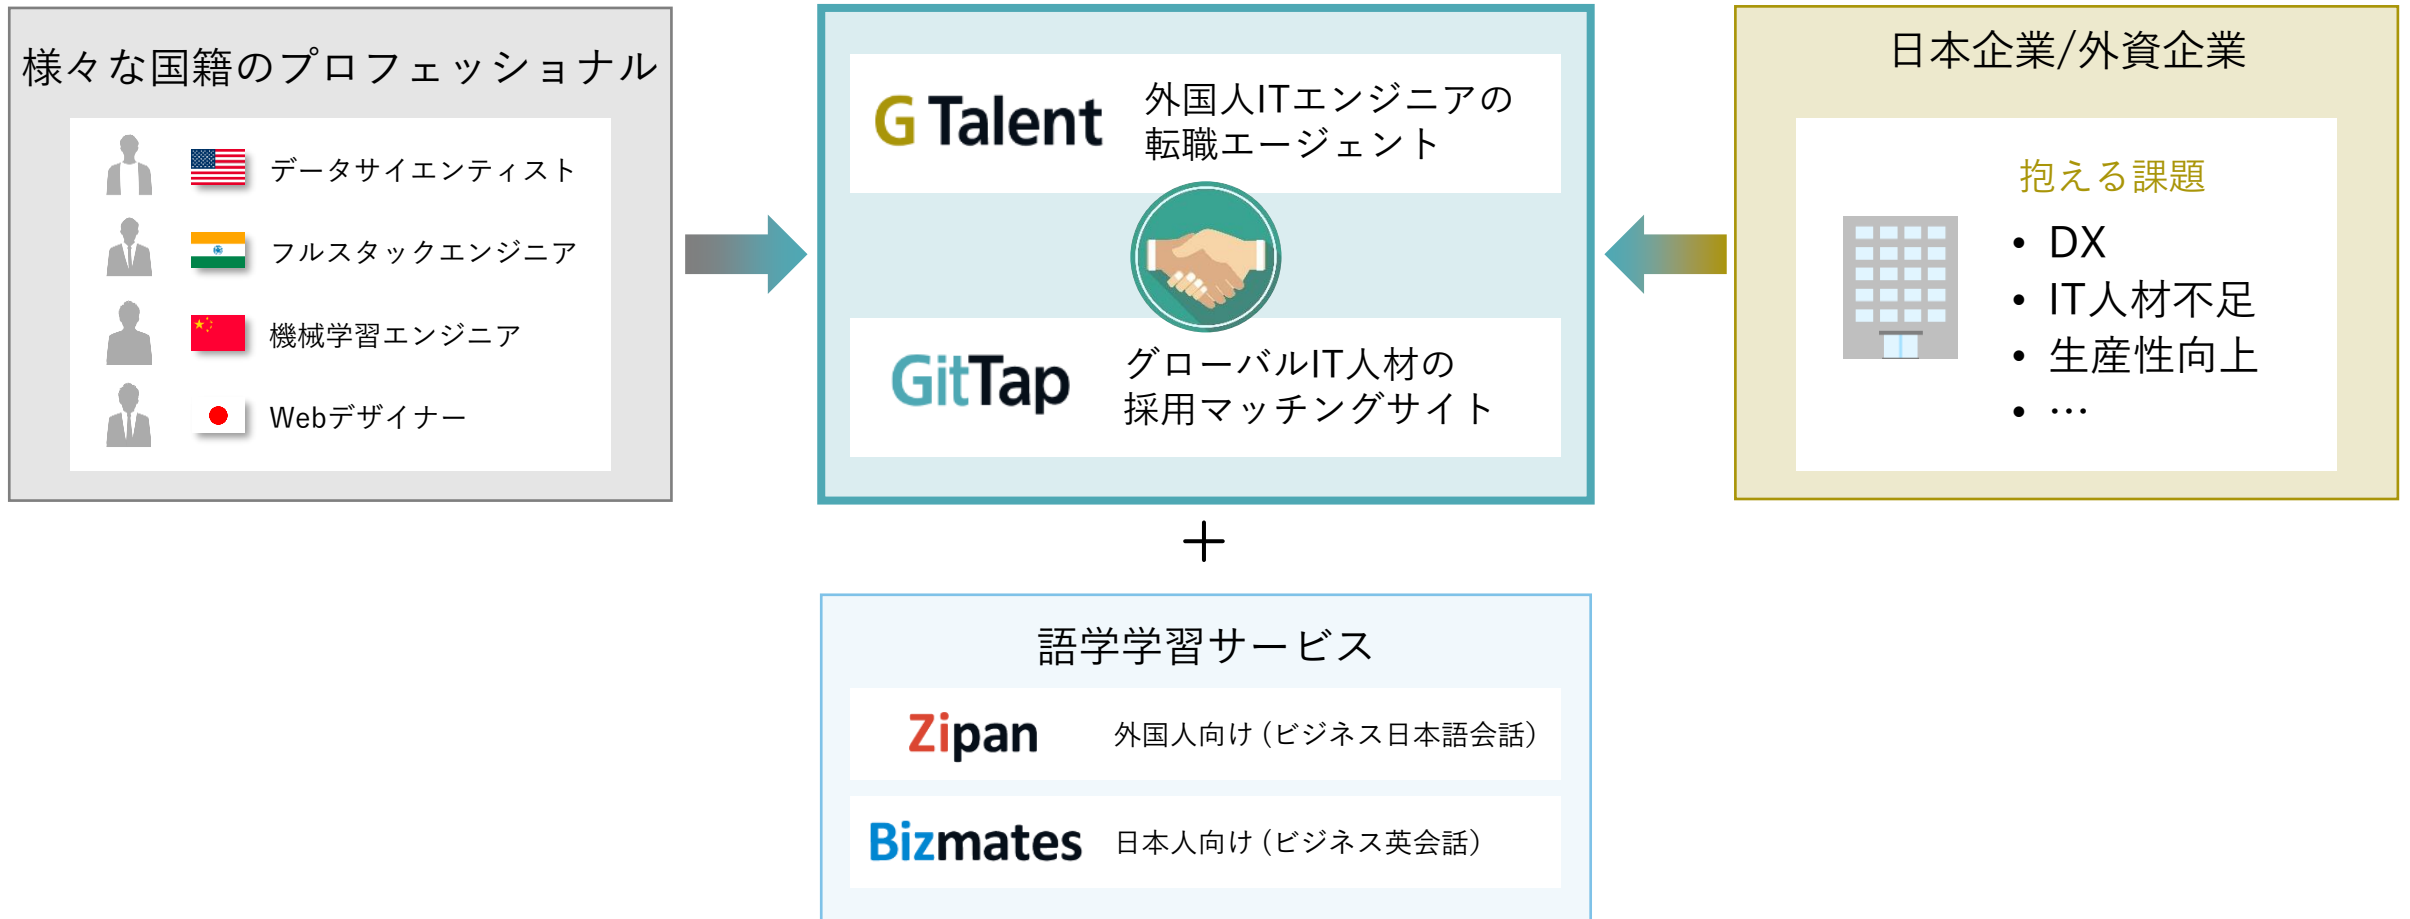 様々な国籍のプロフェッショナル
データサイエンティスト
フルスタックエンジニア
機械学習エンジニア
Webデザイナー
G Talent
外国人ITエンジニアの
転職エージェント
GitTap
グローバルIT人材の
採用マッチングサイト
日本企業/外資企業
抱える課題
• DX
• IT人材不足
• 生産性向上
• …
+
語学学習サービス
Zipan
外国人向け (ビジネス日本語会話)
Bizmates
日本人向け (ビジネス英会話)